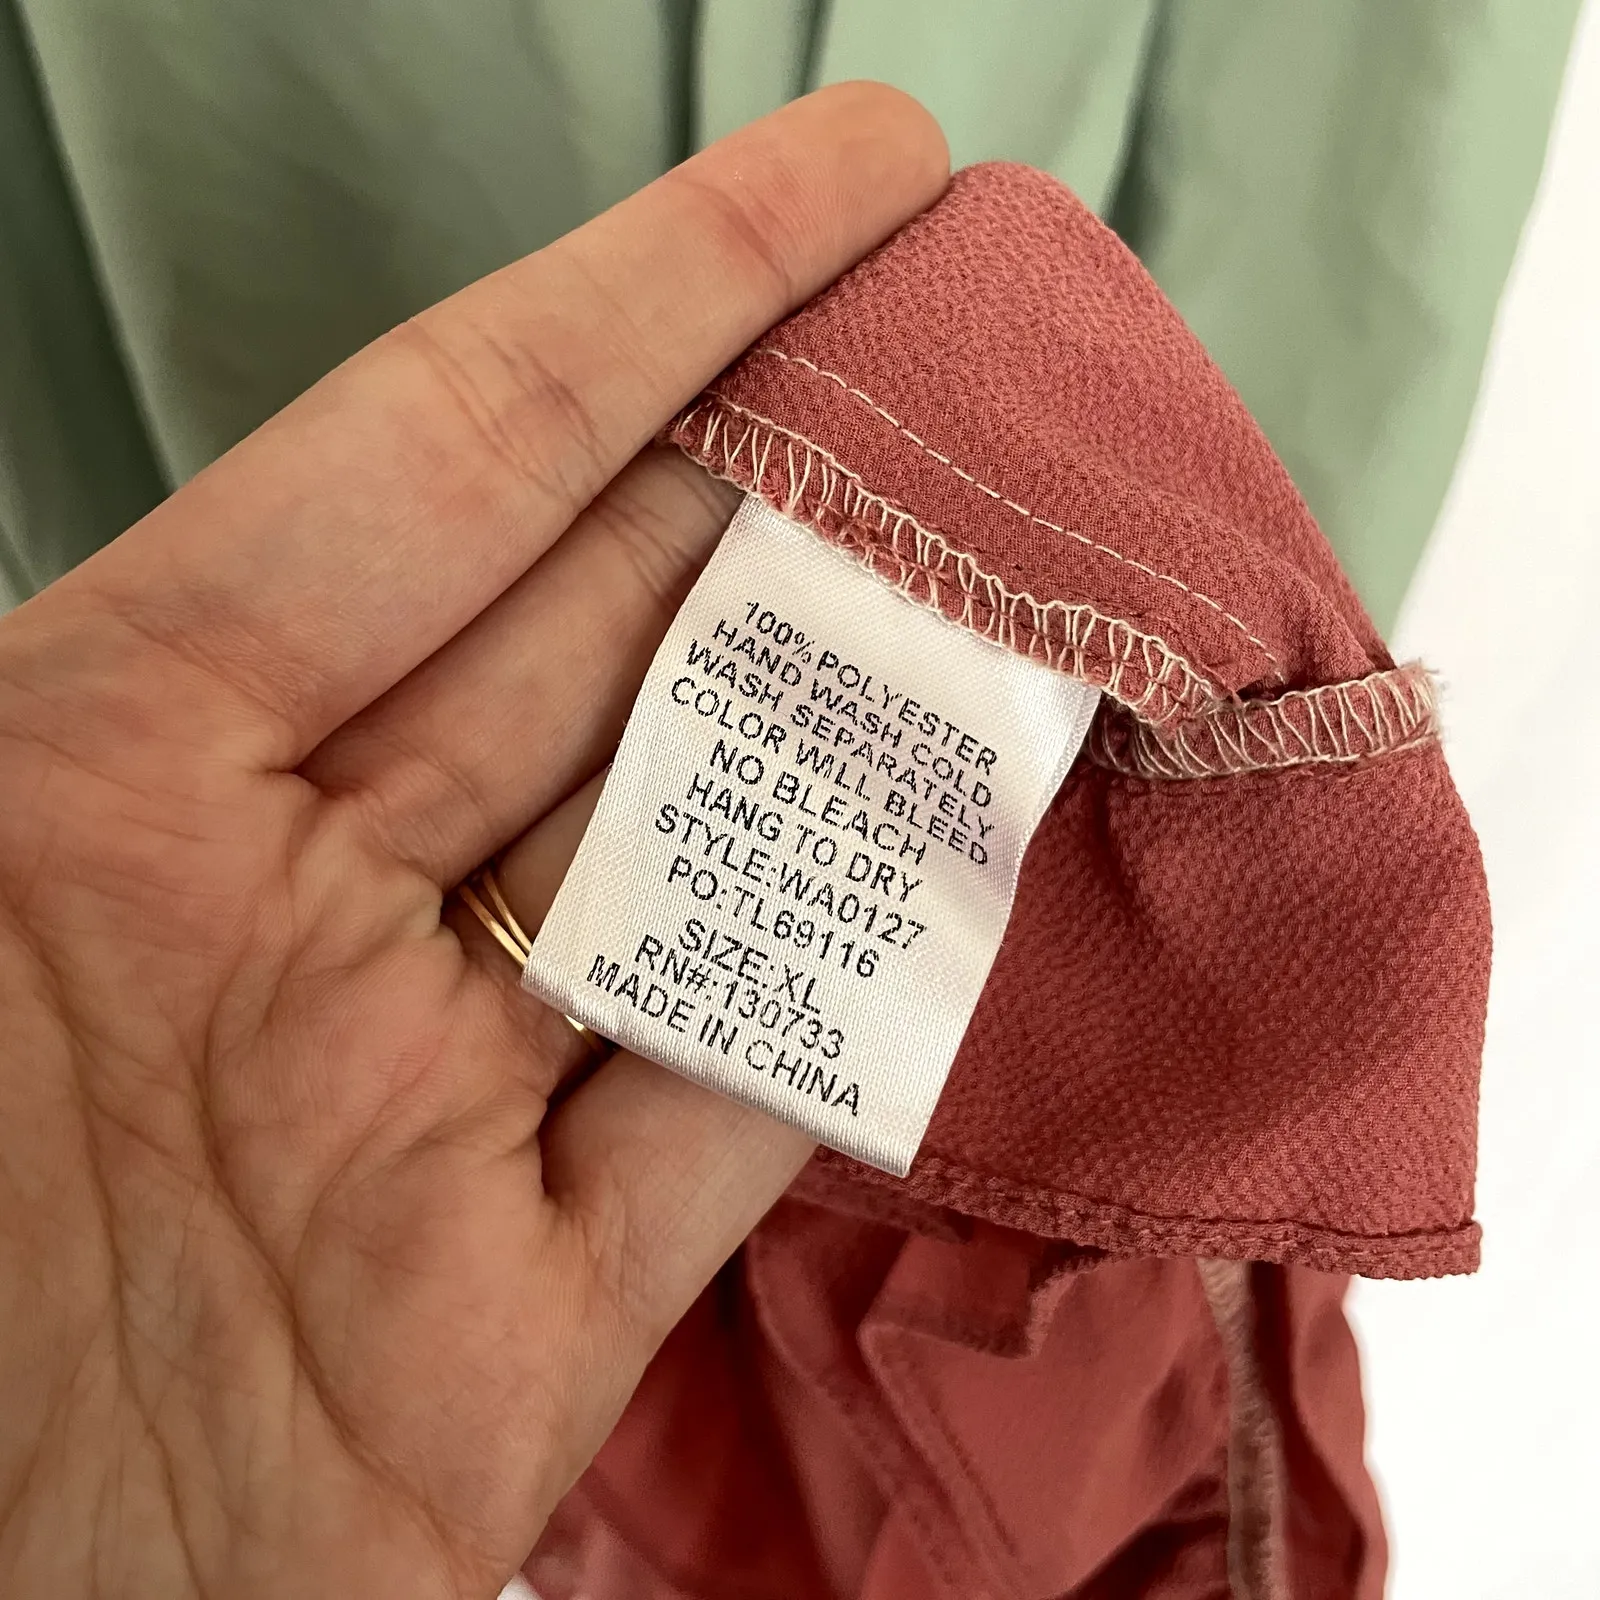 100% POLYESTER
HAND WASH COLD
WASH SEPARATELY
COLOR WILL BLEED
NO BLEACH
HANG TO DRY
STYLE:WA0127
PO:TL69116
SIZE:XL
RN#:130733
MADE IN CHINA